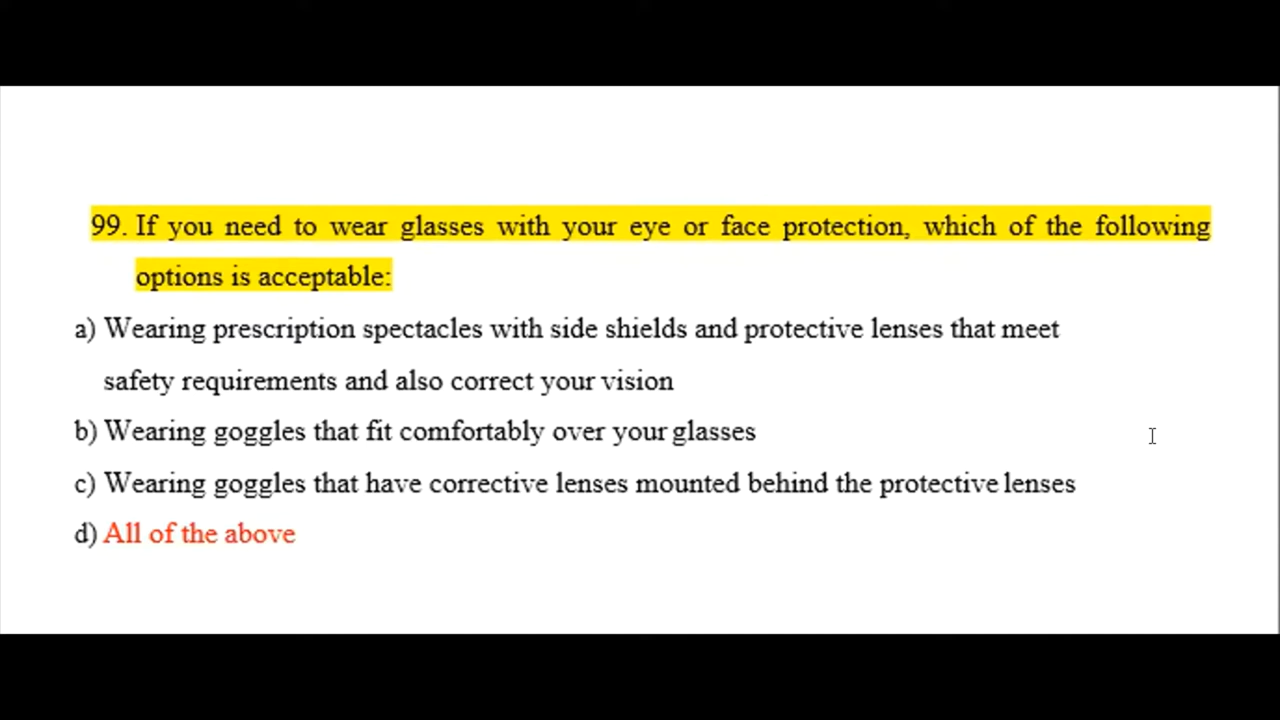 99. If you need to wear glasses with your eye or face protection, which of the following
options is acceptable:
a) Wearing prescription spectacles with side shields and protective lenses that meet
safety requirements and also correct your vision
b) Wearing goggles that fit comfortably over your glasses
c) Wearing goggles that have corrective lenses mounted behind the protective lenses
d) All of the above